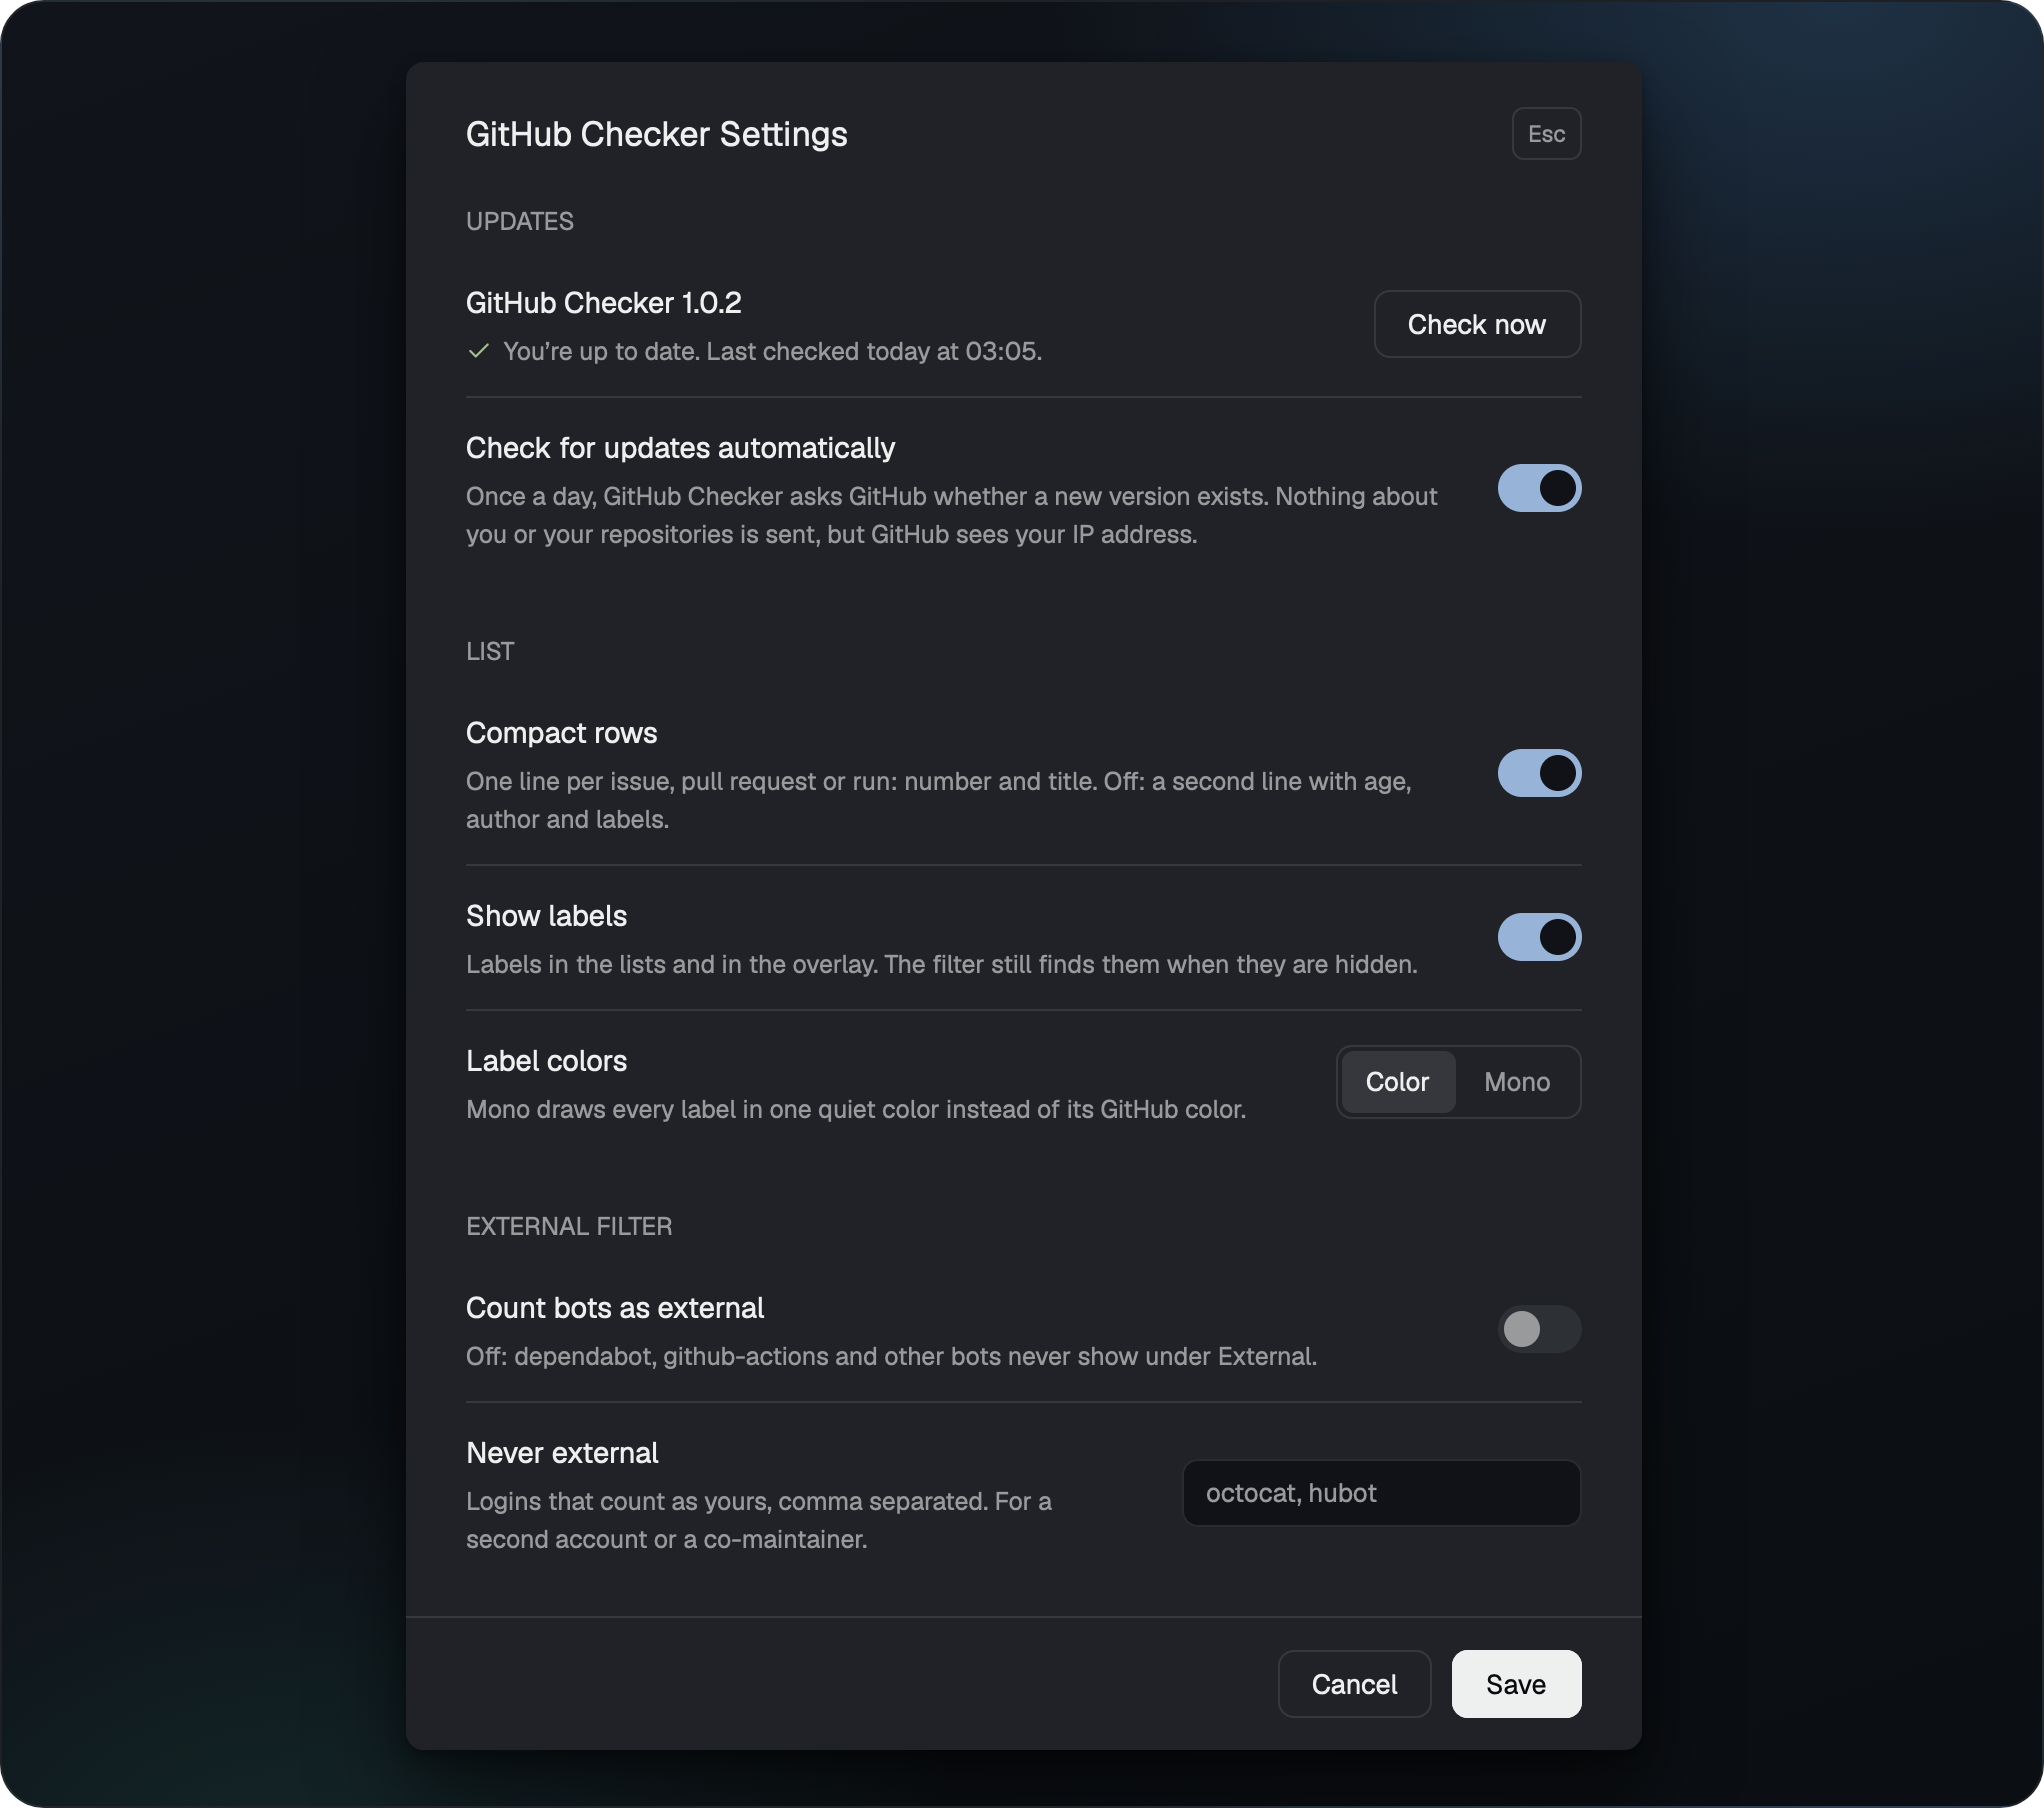 GitHub Checker Settings
Esc
UPDATES
GitHub Checker 1.0.2
You’re up to date. Last checked today at 03:05.
Check now
Check for updates automatically
Once a day, GitHub Checker asks GitHub whether a new version exists. Nothing about
you or your repositories is sent, but GitHub sees your IP address.
LIST
Compact rows
One line per issue, pull request or run: number and title. Off: a second line with age,
author and labels.
Show labels
Labels in the lists and in the overlay. The filter still finds them when they are hidden.
Label colors
Mono draws every label in one quiet color instead of its GitHub color.
Color
Mono
EXTERNAL FILTER
Count bots as external
Off: dependabot, github-actions and other bots never show under External.
Never external
Logins that count as yours, comma separated. For a
second account or a co-maintainer.
octocat, hubot
Cancel
Save